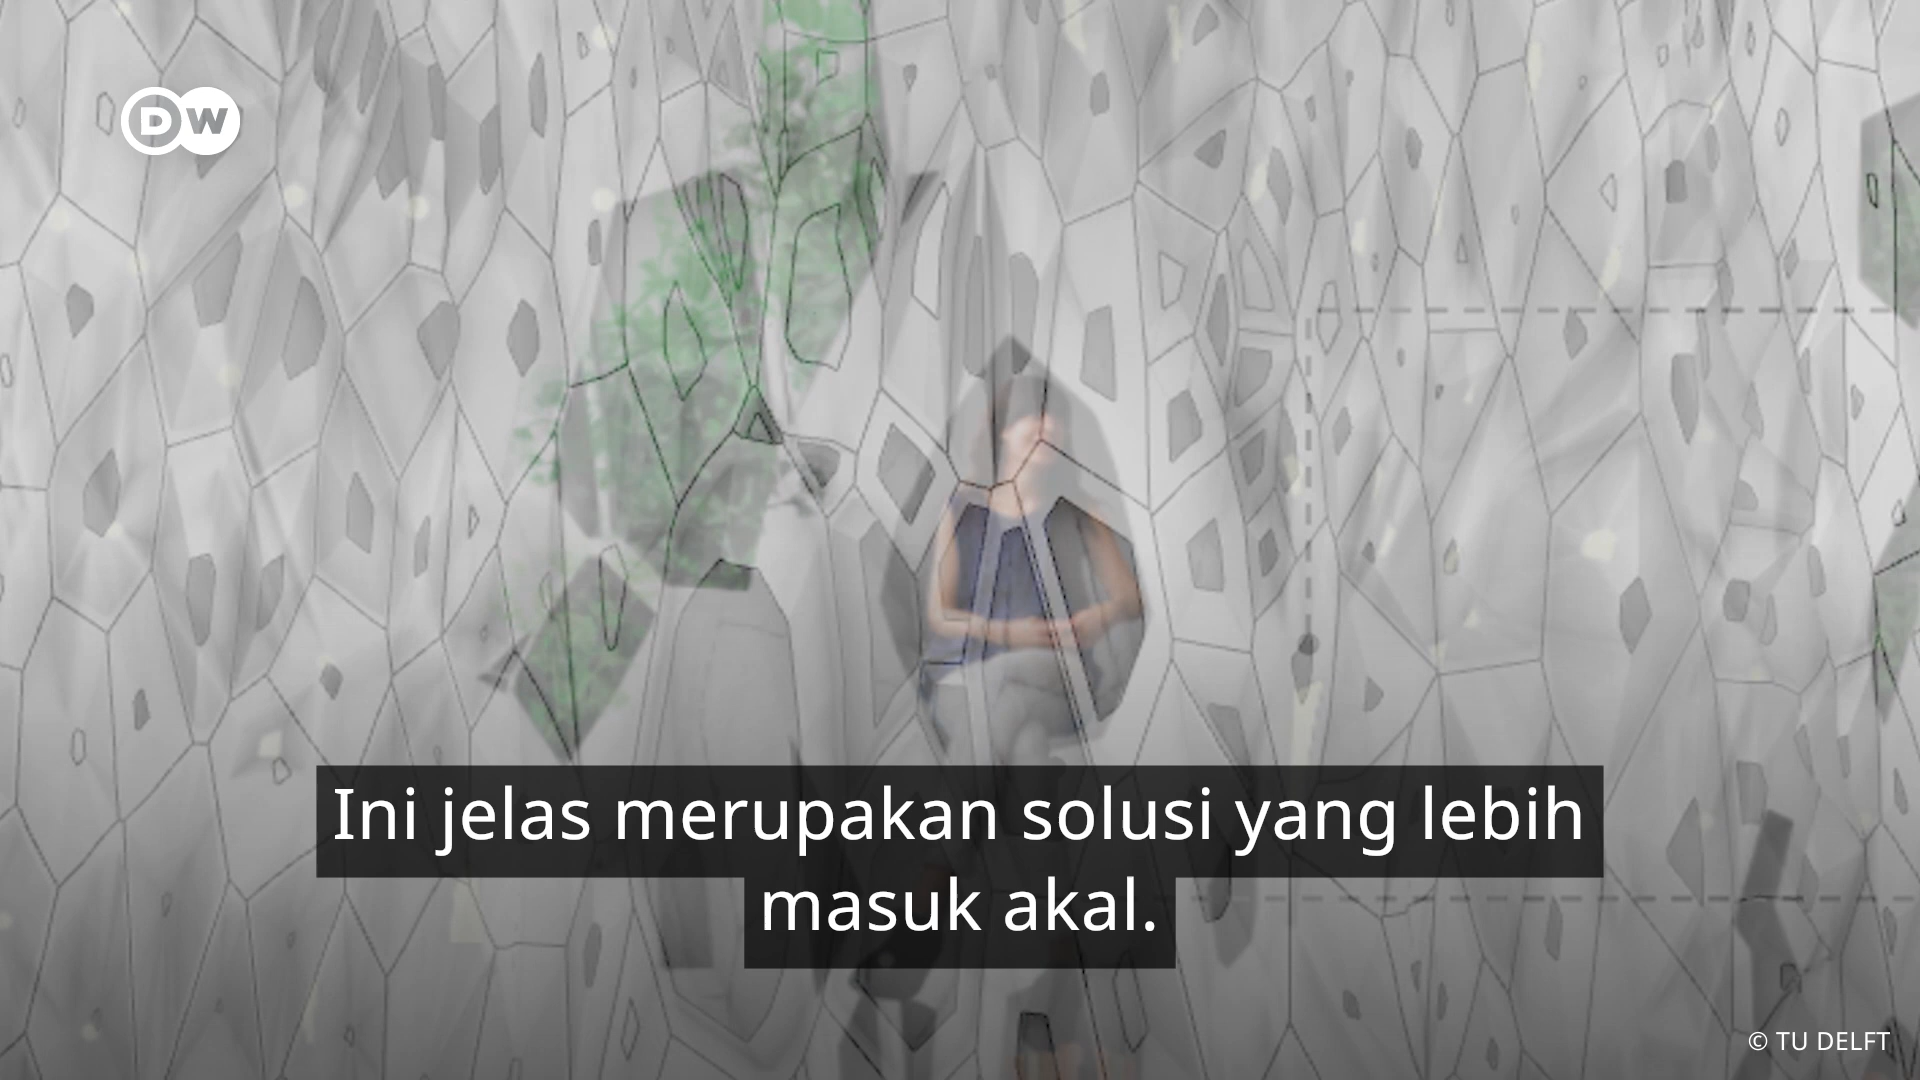 DW
Ini jelas merupakan solusi yang lebih
masuk akal.
© TU DELFT